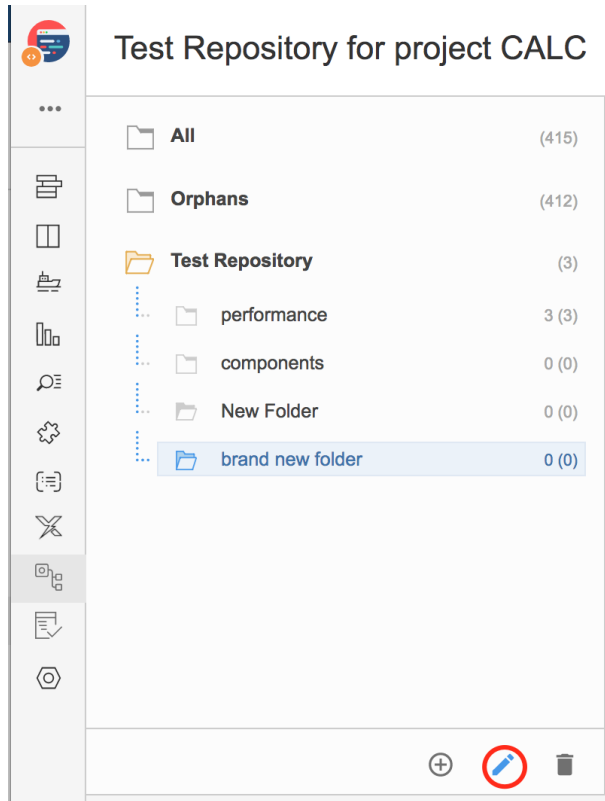 Test Repository for project CALC
All (415)
Orphans (412)
Test Repository (3)
performance 3 (3)
components 0 (0)
New Folder 0 (0)
brand new folder 0 (0)